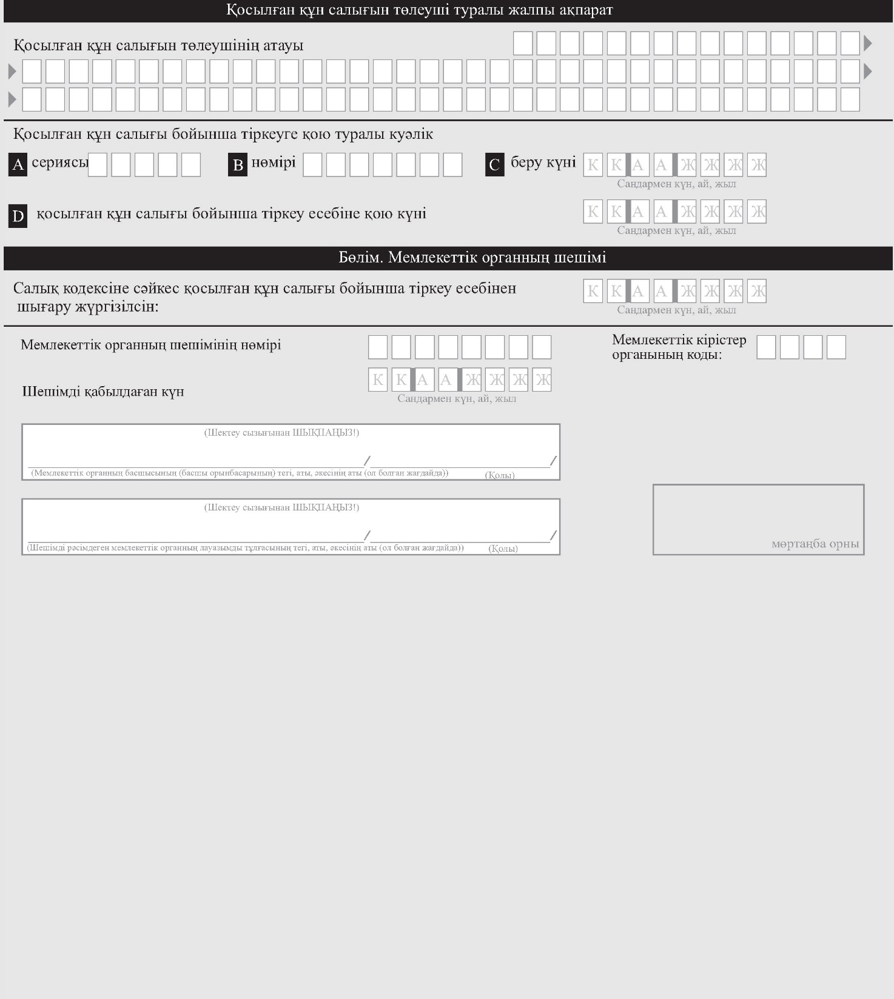 Қосылған құн салығын төлеуші туралы жалпы ақпарат
Қосылған құн салығын төлеушінің атауы
Қосылған құн салығы бойынша тіркеуге қою туралы куәлік
A сериясы B нөмірі C беру күні К К А А Ж Ж Ж Ж
Сандармен күн, ай, жыл
D қосылған құн салығы бойынша тіркеу есебіне қою күні К К А А Ж Ж Ж Ж
Сандармен күн, ай, жыл
Бөлім. Мемлекеттік органның шешімі
Салық кодексіне сәйкес қосылған құн салығы бойынша тіркеу есебінен К К А А Ж Ж Ж Ж
шығару жүргізілсін:
Сандармен күн, ай, жыл
Мемлекеттік органның шешімінің нөмірі
Мемлекеттік кірістер
органының коды:
К К А А Ж Ж Ж Ж
Шешімді қабылдаған күн
Сандармен күн, ай, жыл
(Шектеу сызығынан ШЫҚПАҢЫЗ!)
/ /
(Мемлекеттік органның басшысының (басшы орынбасарының) тегі, аты, әкесінің аты (ол болған жағдайда)) (Қолы)
(Шектеу сызығынан ШЫҚПАҢЫЗ!)
/ /
(Шешімді рәсімдеген мемлекеттік органның лауазымды тұлғасының тегі, аты, әкесінің аты (ол болған жағдайда)) (Қолы)
мөртаңба орны